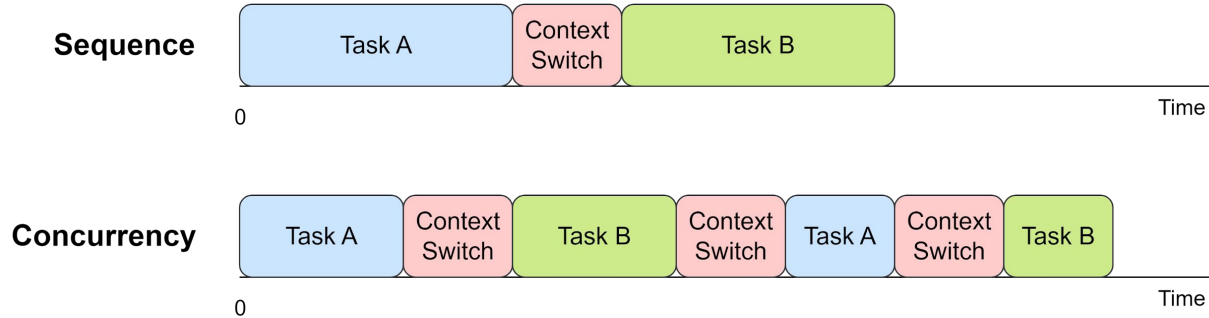 Sequence
Task A
Context
Switch
Task B
0
Time
Concurrency
Task A
Context
Switch
Task B
Context
Switch
Task A
Context
Switch
Task B
0
Time